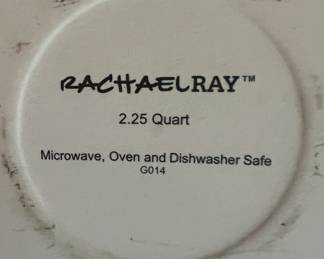 RACHAELRAY™
2.25 Quart
Microwave, Oven and Dishwasher Safe
G014